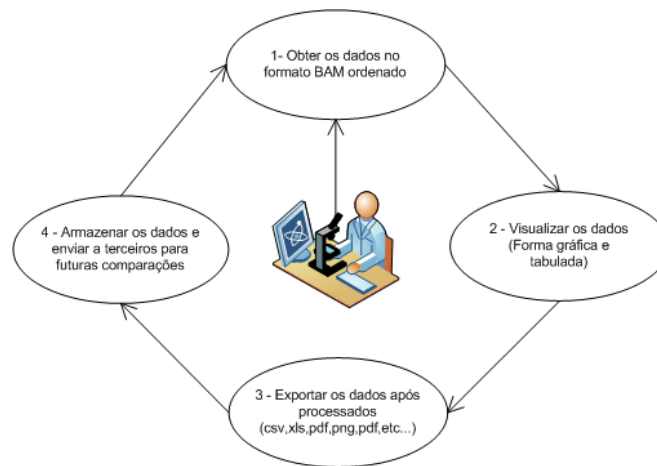 1- Obter os dados no
formato BAM ordenado
2 - Visualizar os dados
(Forma gráfica e
tabulada)
3 - Exportar os dados após
processados
(csv,xls,pdf,png,pdf,etc...)
4 - Armazenar os dados e
enviar a terceiros para
futuras comparações